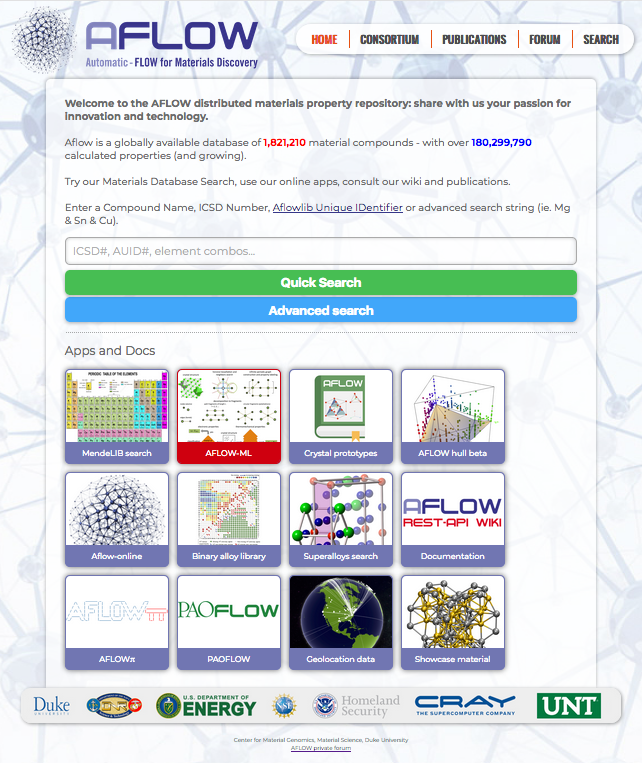 AFLOW
Automatic - FLOW for Materials Discovery
HOME
CONSORTIUM
PUBLICATIONS
FORUM
SEARCH
Welcome to the AFLOW distributed materials property repository: share with us your passion for
innovation and technology.
Aflow is a globally available database of 1,821,210 material compounds - with over 180,299,790
calculated properties (and growing).
Try our Materials Database Search, use our online apps, consult our wiki and publications.
Enter a Compound Name, ICSD Number, Aflowlib Unique IDentifier or advanced search string (ie. Mg
& Sn & Cu).
ICSD#, AUID#, element combos...
Quick Search
Advanced search
Apps and Docs
PERIODIC TABLE OF THE ELEMENTS
MendeLIB search
AFLOW-ML
AFLOW
Crystal prototypes
AFLOW hull beta
Aflow-online
Binary alloy library
Superalloys search
AFLOW
REST-API WIKI
Documentation
AFLOWπ
AFLOWπ
PAOFLOW
PAOFLOW
Geolocation data
Showcase material
Duke
UNIVERSITY
U.S. DEPARTMENT OF
ENERGY
NSF
Homeland
Security
CRAY
THE SUPERCOMPUTER COMPANY
UNT
Center for Material Genomics, Material Science, Duke University
AFLOW private forum